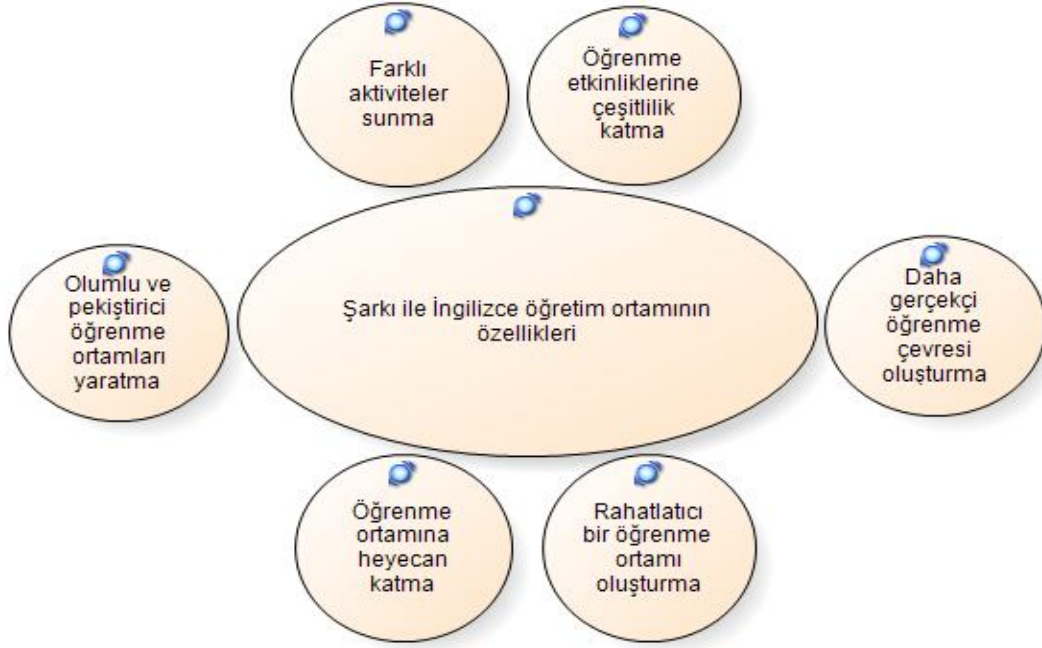 Farklı
aktiviteler
sunma
Öğrenme
etkinliklerine
çeşitlilik
katma
Şarkı ile İngilizce öğretim ortamının
özellikleri
Olumlu ve
pekiştirici
öğrenme
ortamları
yaratma
Daha
gerçekçi
öğrenme
çevresi
oluşturma
Öğrenme
ortamına
heyecan
katma
Rahatlatıcı
bir öğrenme
ortamı
oluşturma